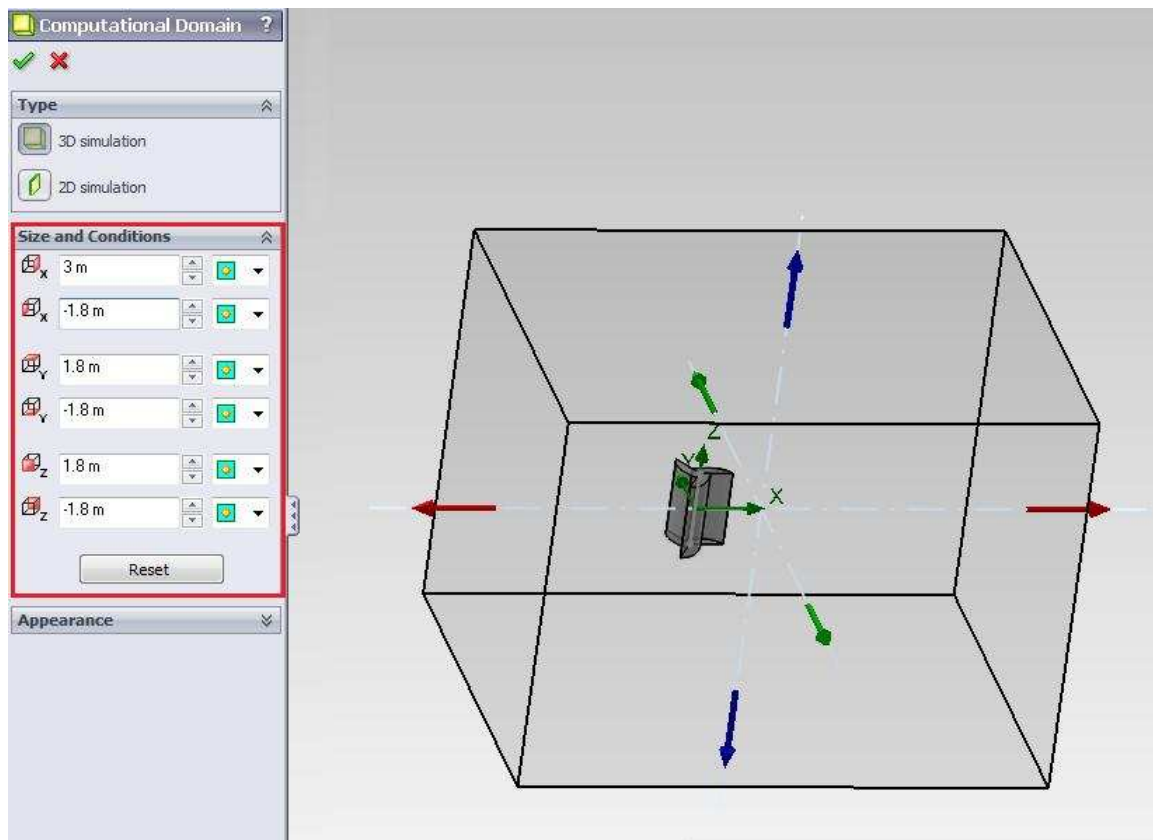 Computational Domain ?
Type
3D simulation
2D simulation
Size and Conditions
X 3 m
X -1.8 m
Y 1.8 m
Y -1.8 m
Z 1.8 m
Z -1.8 m
Reset
Appearance
Z
Y
X